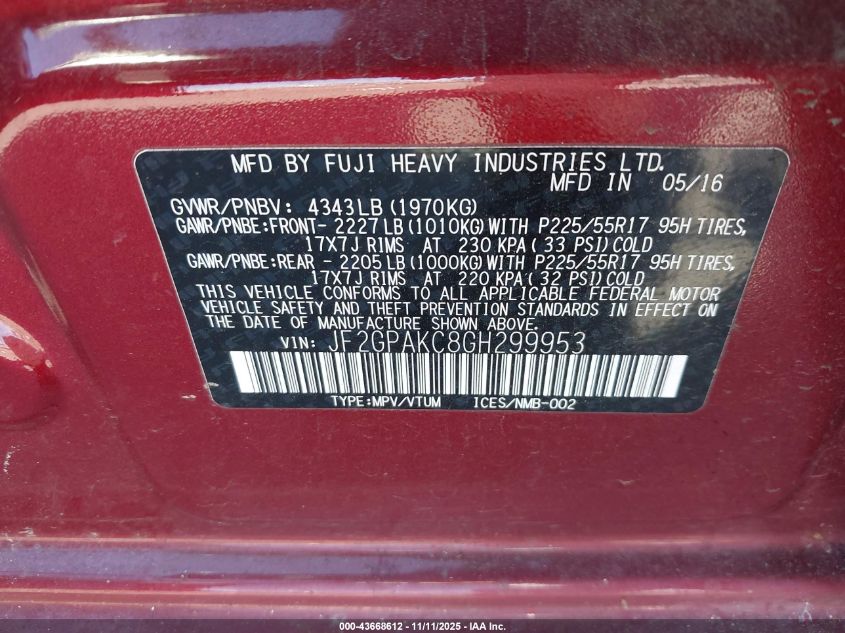 MFD BY FUJI HEAVY INDUSTRIES LTD.
MFD IN 05/16
GVWR/PNBV: 4343LB (1970KG)
GAWR/PNBE:FRONT- 2227LB (1010KG) WITH P225/55R17 95H TIRES,
17X7J RIMS AT 230 KPA ( 33 PSI) COLD
GAWR/PNBE:REAR - 2205LB (1000KG) WITH P225/55R17 95H TIRES,
17X7J RIMS AT 220 KPA ( 32 PSI) COLD
THIS VEHICLE CONFORMS TO ALL APPLICABLE FEDERAL MOTOR
VEHICLE SAFETY AND THEFT PREVENTION STANDARDS IN EFFECT ON
THE DATE OF MANUFACTURE SHOWN ABOVE.
VIN: JF2GPAKC8GH299953
TYPE:MPV/VTUM ICES/NMB-002
000-43668612 - 11/11/2025 - IAA Inc.